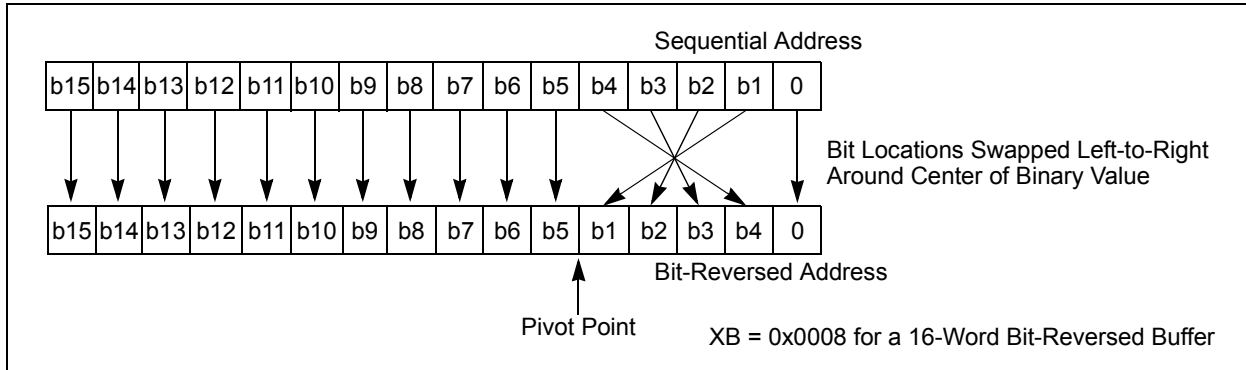 Sequential Address
b15 b14 b13 b12 b11 b10 b9 b8 b7 b6 b5 b4 b3 b2 b1 0
Bit Locations Swapped Left-to-Right
Around Center of Binary Value
b15 b14 b13 b12 b11 b10 b9 b8 b7 b6 b5 b1 b2 b3 b4 0
Bit-Reversed Address
Pivot Point
XB = 0x0008 for a 16-Word Bit-Reversed Buffer